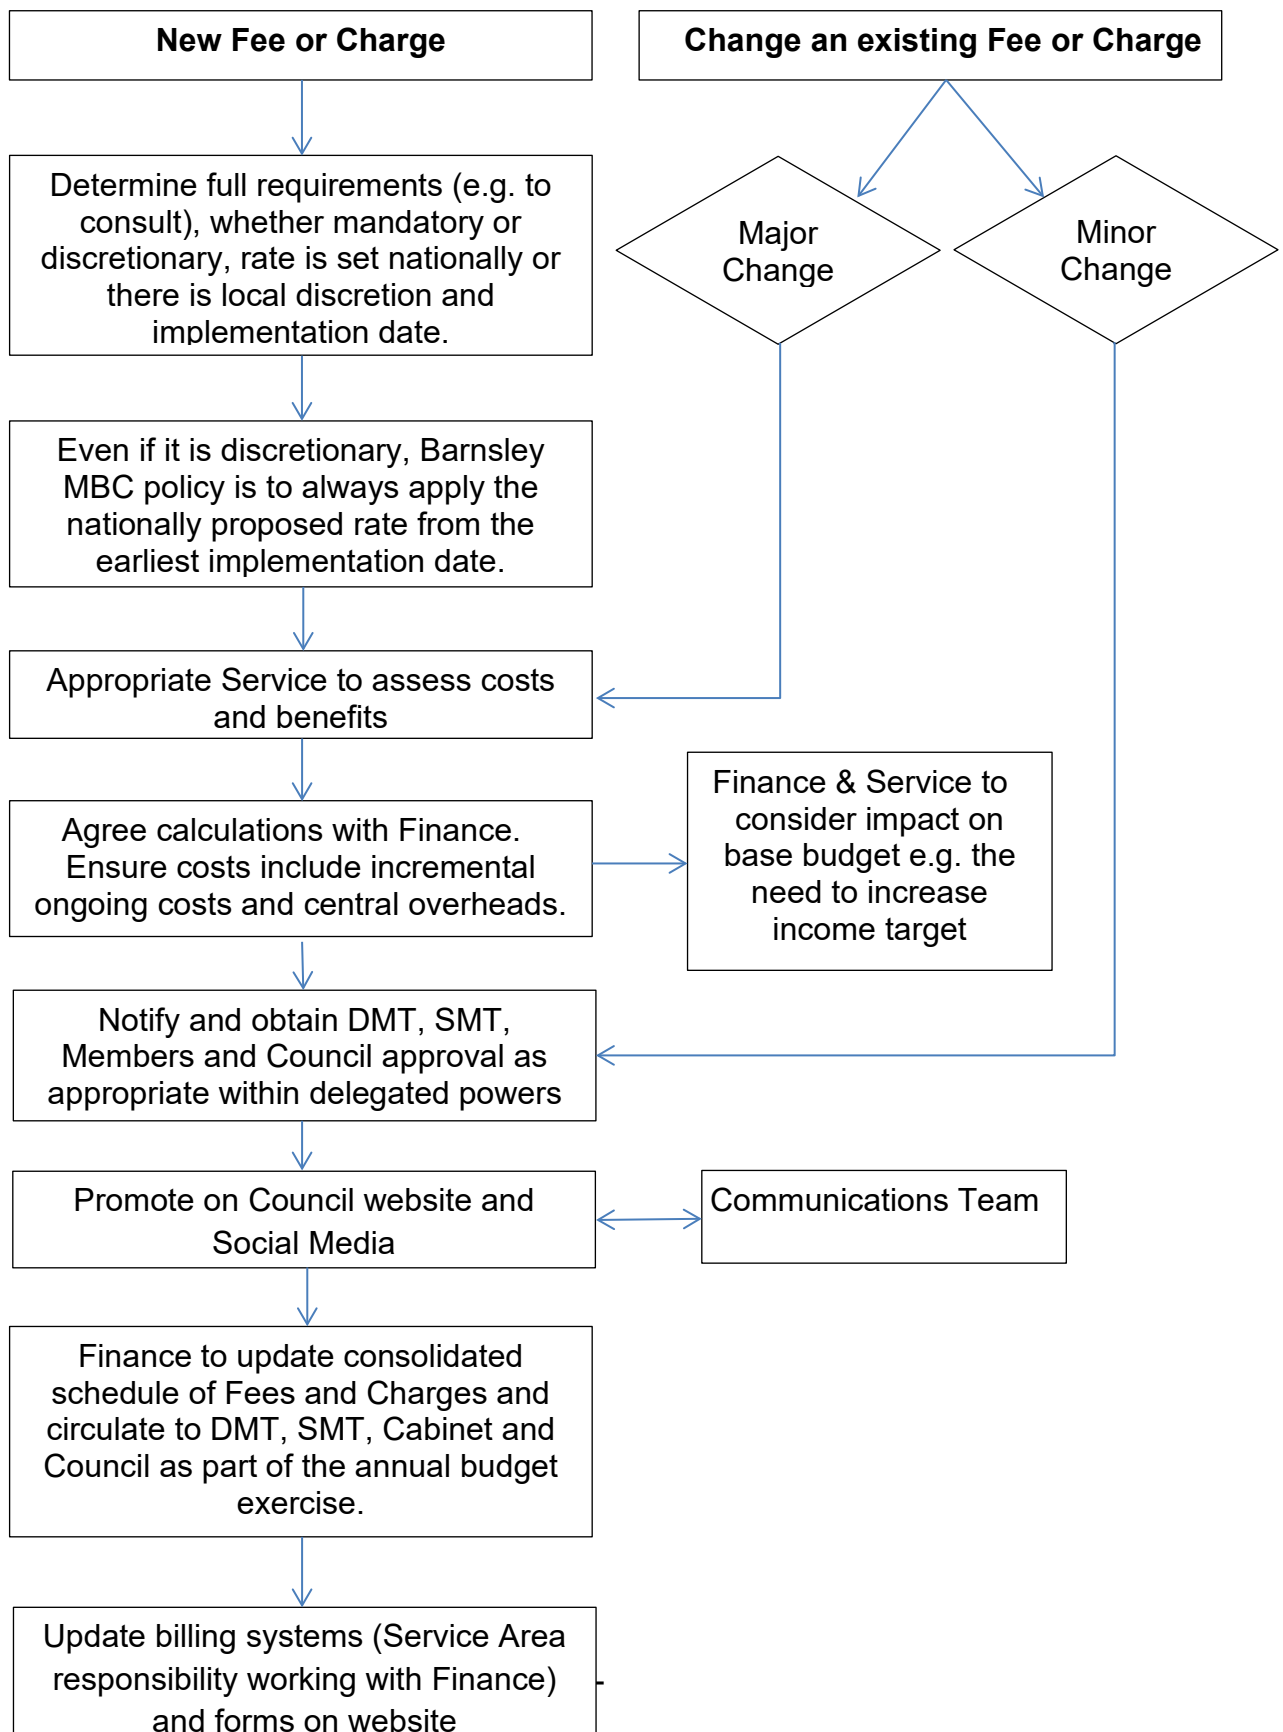 New Fee or Charge
Change an existing Fee or Charge
Determine full requirements (e.g. to
consult), whether mandatory or
discretionary, rate is set nationally or
there is local discretion and
implementation date.
Major
Change
Minor
Change
Even if it is discretionary, Barnsley
MBC policy is to always apply the
nationally proposed rate from the
earliest implementation date.
Appropriate Service to assess costs
and benefits
Agree calculations with Finance.
Ensure costs include incremental
ongoing costs and central overheads.
Finance & Service to
consider impact on
base budget e.g. the
need to increase
income target
Notify and obtain DMT, SMT,
Members and Council approval as
appropriate within delegated powers
Promote on Council website and
Social Media
Communications Team
Finance to update consolidated
schedule of Fees and Charges and
circulate to DMT, SMT, Cabinet and
Council as part of the annual budget
exercise.
Update billing systems (Service Area
responsibility working with Finance)
and forms on website